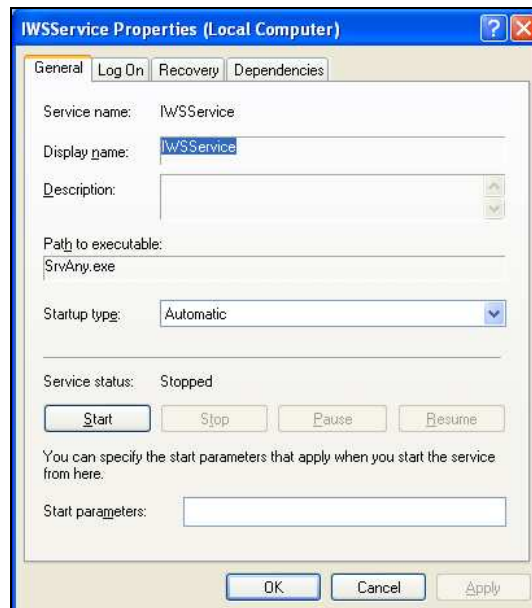 IWSService Properties (Local Computer)
General Log On Recovery Dependencies
Service name: IWSService
Display name: IWSService
Description:
Path to executable:
SrvAny.exe
Startup type: Automatic
Service status: Stopped
Start Stop Pause Resume
You can specify the start parameters that apply when you start the service
from here.
Start parameters:
OK Cancel Apply